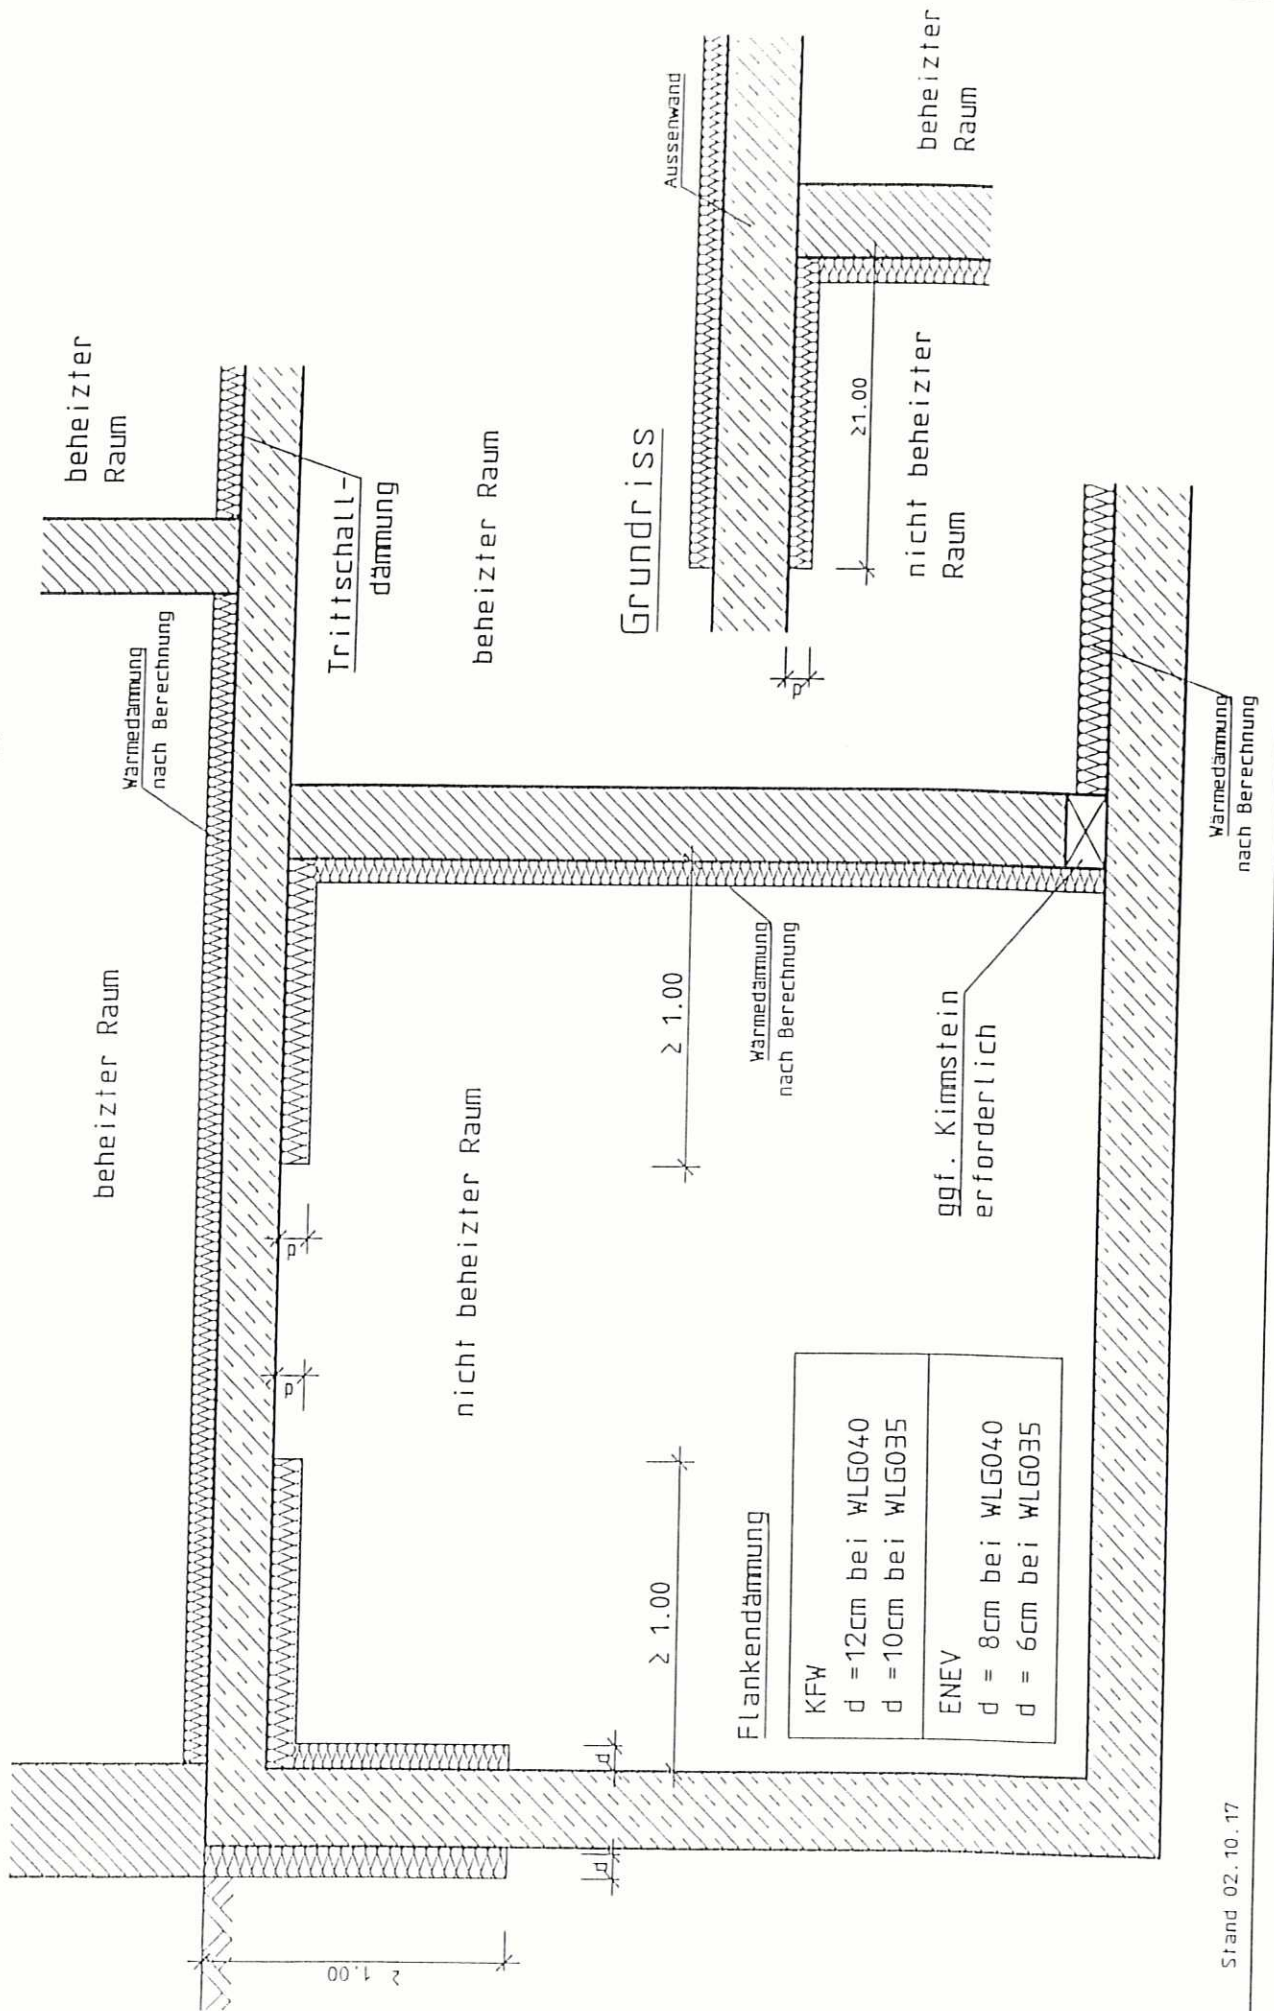 beheizter Raum
Wärmedämmung
nach Berechnung
beheizter
Raum
Trittschall-
dämmung
beheizter Raum
nicht beheizter Raum
d
d
≥ 1.00
≥ 1.00
≥ 1.00
d
d
Wärmedämmung
nach Berechnung
ggf. Kimmstein
erforderlich
Wärmedämmung
nach Berechnung
Flankendämmung
KFW
d =12cm bei WLG040
d =10cm bei WLG035
ENEV
d = 8cm bei WLG040
d = 6cm bei WLG035
Grundriss
Aussenwand
beheizter
Raum
nicht beheizter
Raum
≥1.00
d
Stand 02.10.17